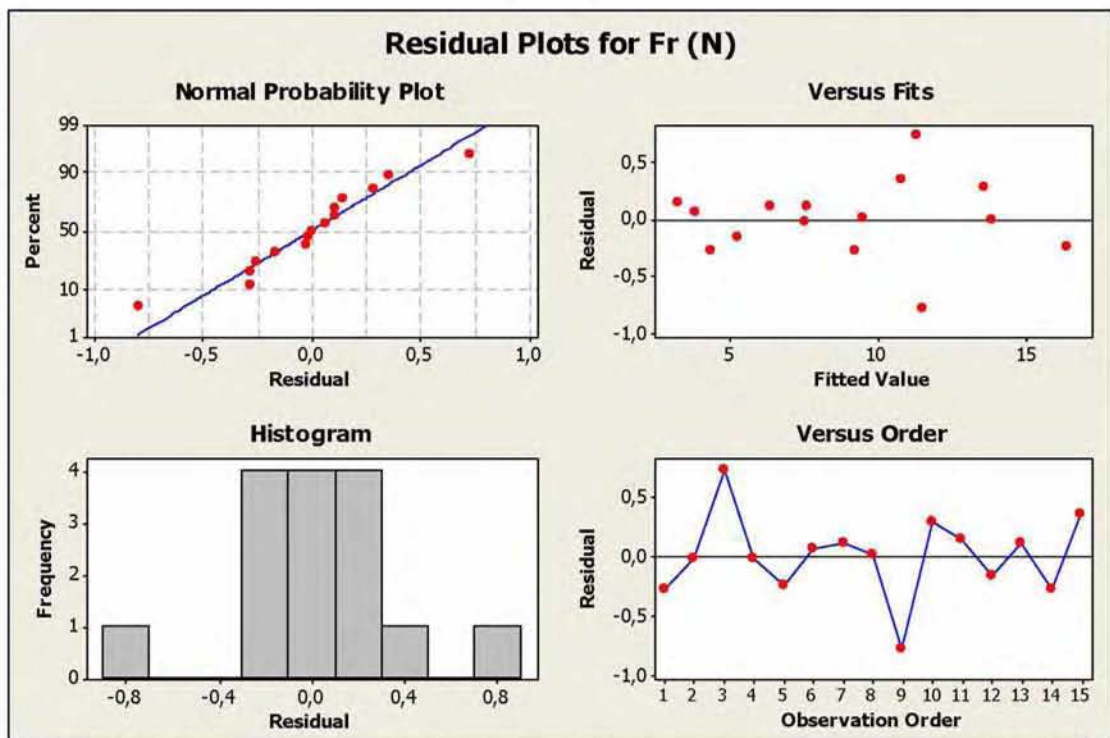 Residual Plots for Fr (N)
Normal Probability Plot
99
90
50
10
1
Percent
-1,0 -0,5 0,0 0,5 1,0
Residual
Versus Fits
0,5
0,0
-0,5
-1,0
Residual
5 10 15
Fitted Value
Histogram
4
3
2
1
0
Frequency
-0,8 -0,4 0,0 0,4 0,8
Residual
Versus Order
0,5
0,0
-0,5
-1,0
Residual
1 2 3 4 5 6 7 8 9 10 11 12 13 14 15
Observation Order